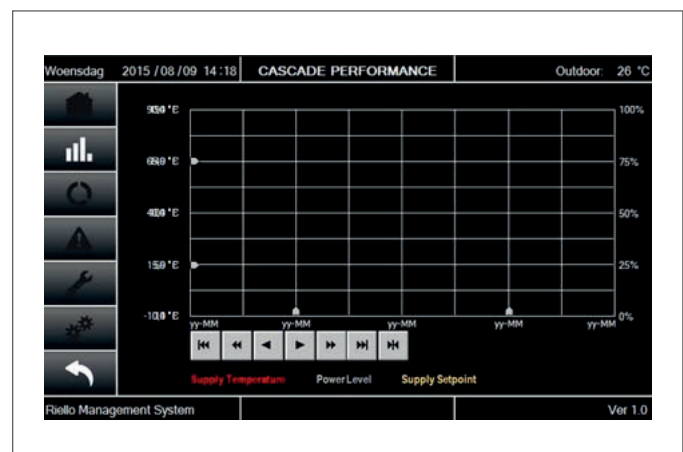 Woensdag 2015 / 08 / 09 14 : 18 CASCADE PERFORMANCE Outdoor: 26 °C
100%
75%
50%
25%
0%
yy-MM yy-MM yy-MM yy-MM yy-MM
Supply Temperature Power Level Supply Setpoint
Riello Management System Ver 1.0